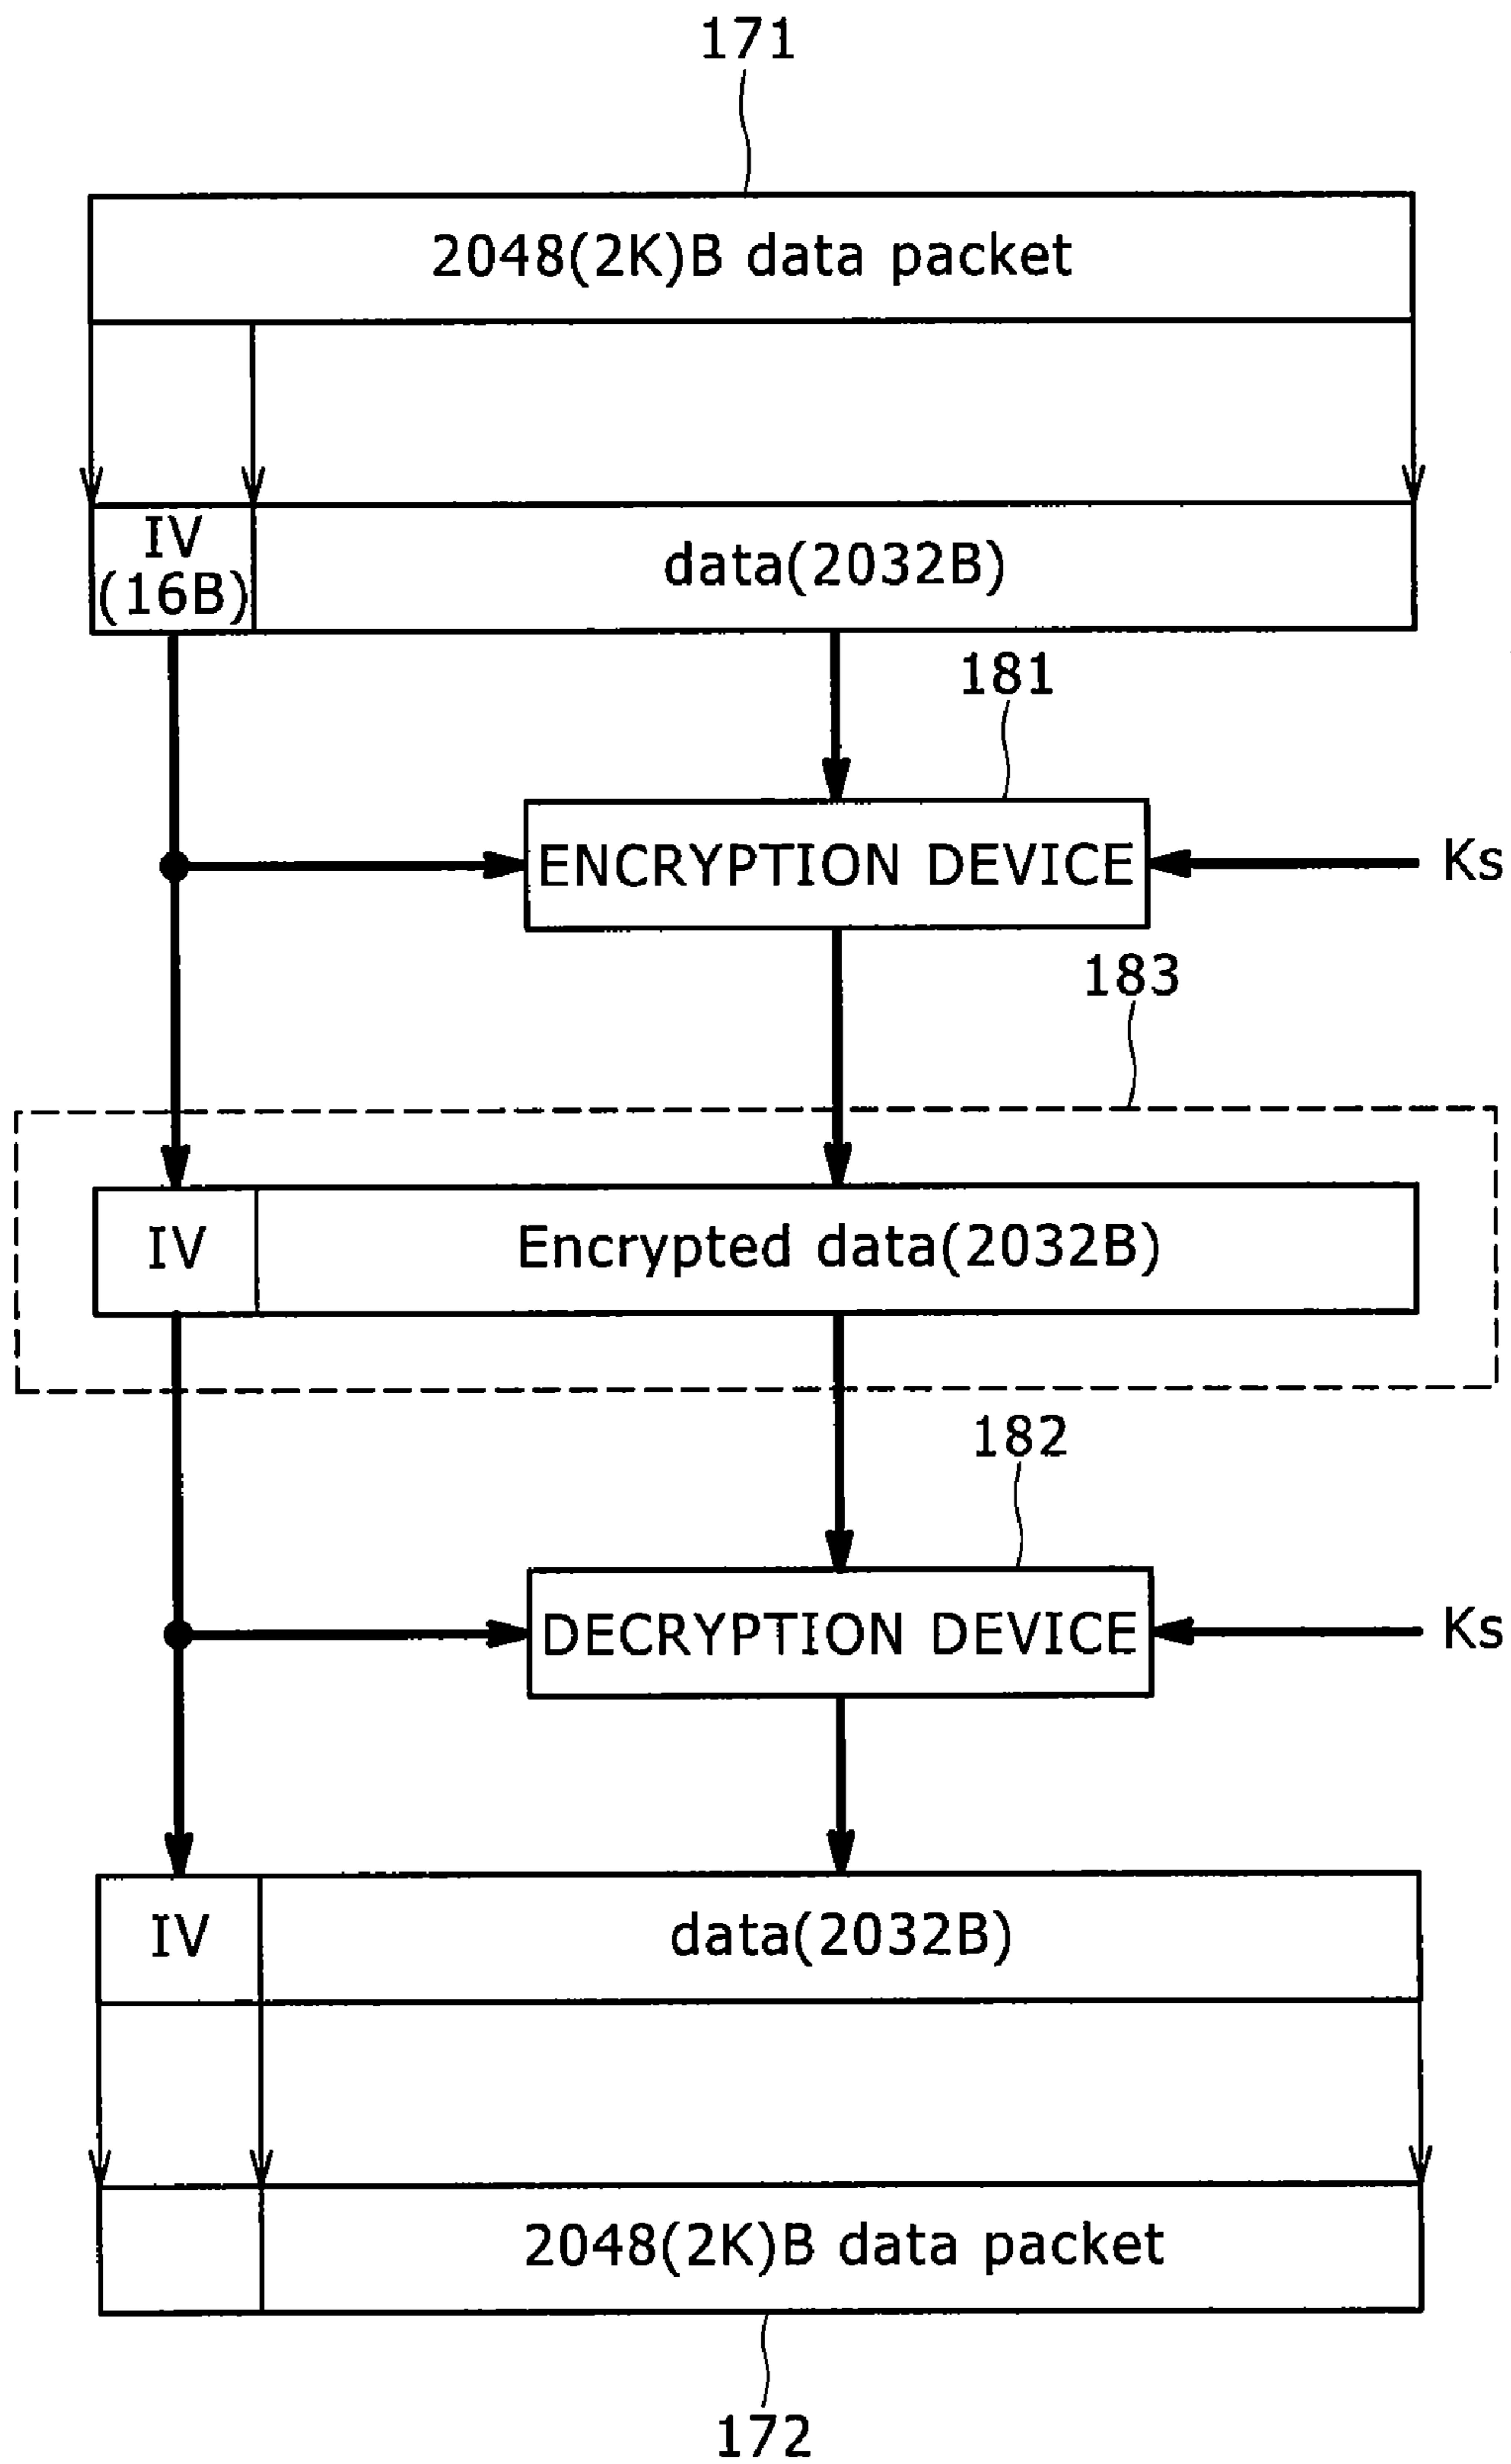 171
2048(2K)B data packet
IV
(16B)
data(2032B)
181
ENCRYPTION DEVICE
Ks
183
IV
Encrypted data(2032B)
182
DECRYPTION DEVICE
Ks
IV
data(2032B)
2048(2K)B data packet
172